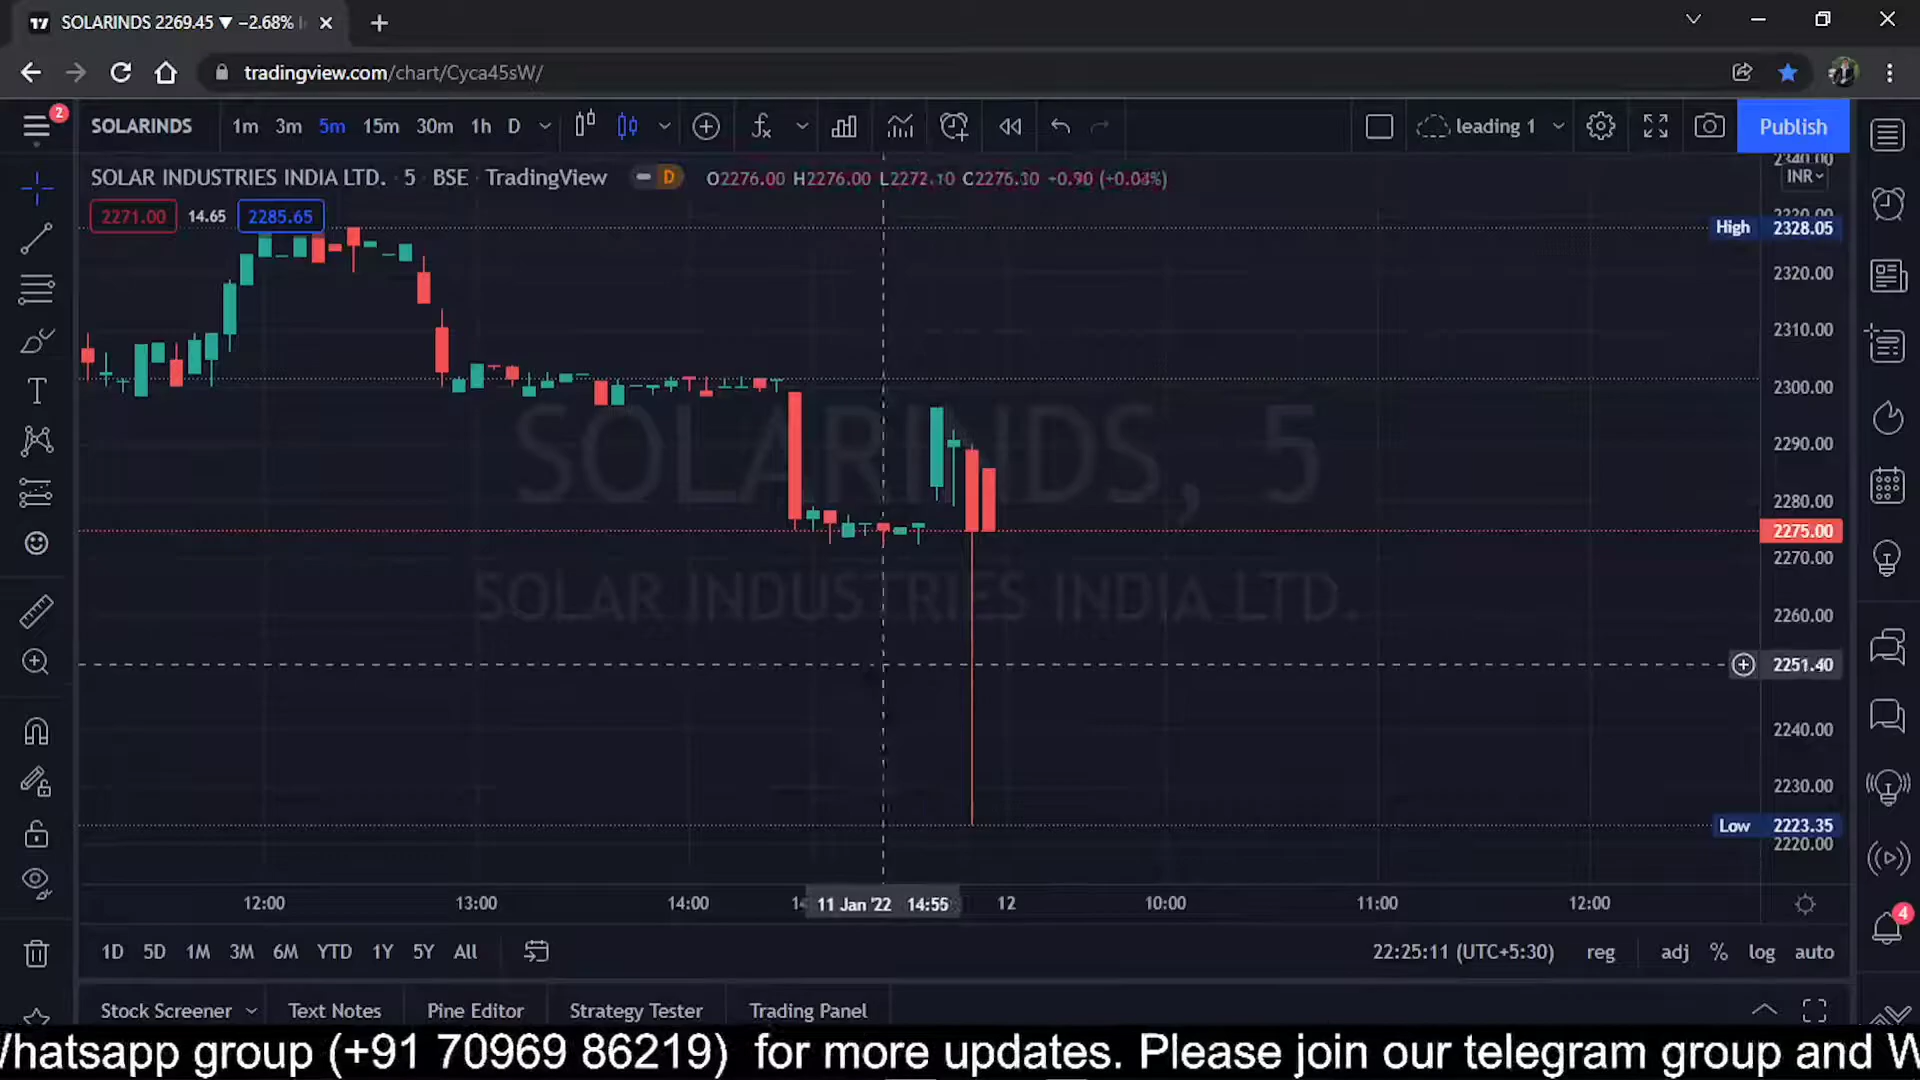 SOLARINDS 2269.45 ▼ −2.68%
tradingview.com/chart/Cyca45sW/
2
SOLARINDS 1m 3m 5m 15m 30m 1h D leading 1 Publish
SOLAR INDUSTRIES INDIA LTD. · 5 · BSE · TradingView D O2276.00 H2276.00 L2272.10 C2276.30 +0.90 (+0.04%)
2340.00
INR
2271.00 14.65 2285.65
High 2328.05
2320.00
2310.00
2300.00
2290.00
2280.00
2275.00
2270.00
2260.00
2251.40
2240.00
2230.00
Low 2223.35
2220.00
SOLARINDS, 5
SOLAR INDUSTRIES INDIA LTD.
12:00 13:00 14:00 11 Jan '22 14:55 12 10:00 11:00 12:00
4
1D 5D 1M 3M 6M YTD 1Y 5Y All 22:25:11 (UTC+5:30) reg adj % log auto
Stock Screener Text Notes Pine Editor Strategy Tester Trading Panel
Whatsapp group (+91 70969 86219) for more updates. Please join our telegram group and W